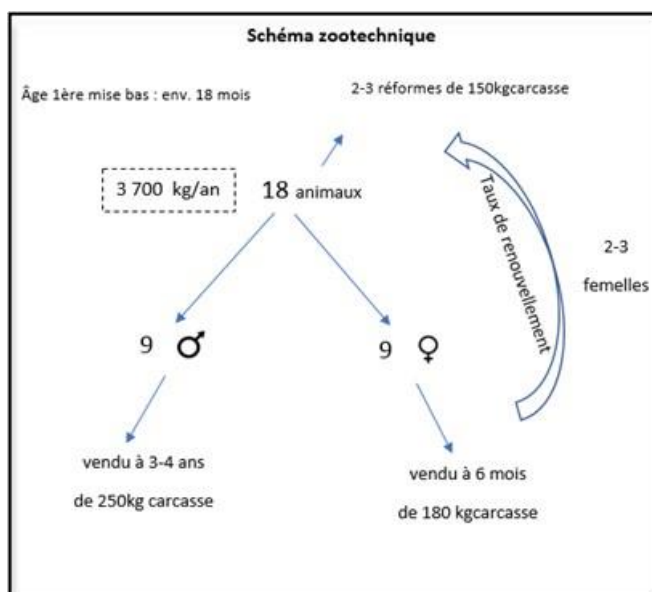 Schéma zootechnique
Âge 1ère mise bas : env. 18 mois
2-3 réformes de 150kgcarcasse
3 700 kg/an
18 animaux
Taux de renouvellement
2-3
femelles
9 ♂
9 ♀
vendu à 3-4 ans
de 250kg carcasse
vendu à 6 mois
de 180 kgcarcasse